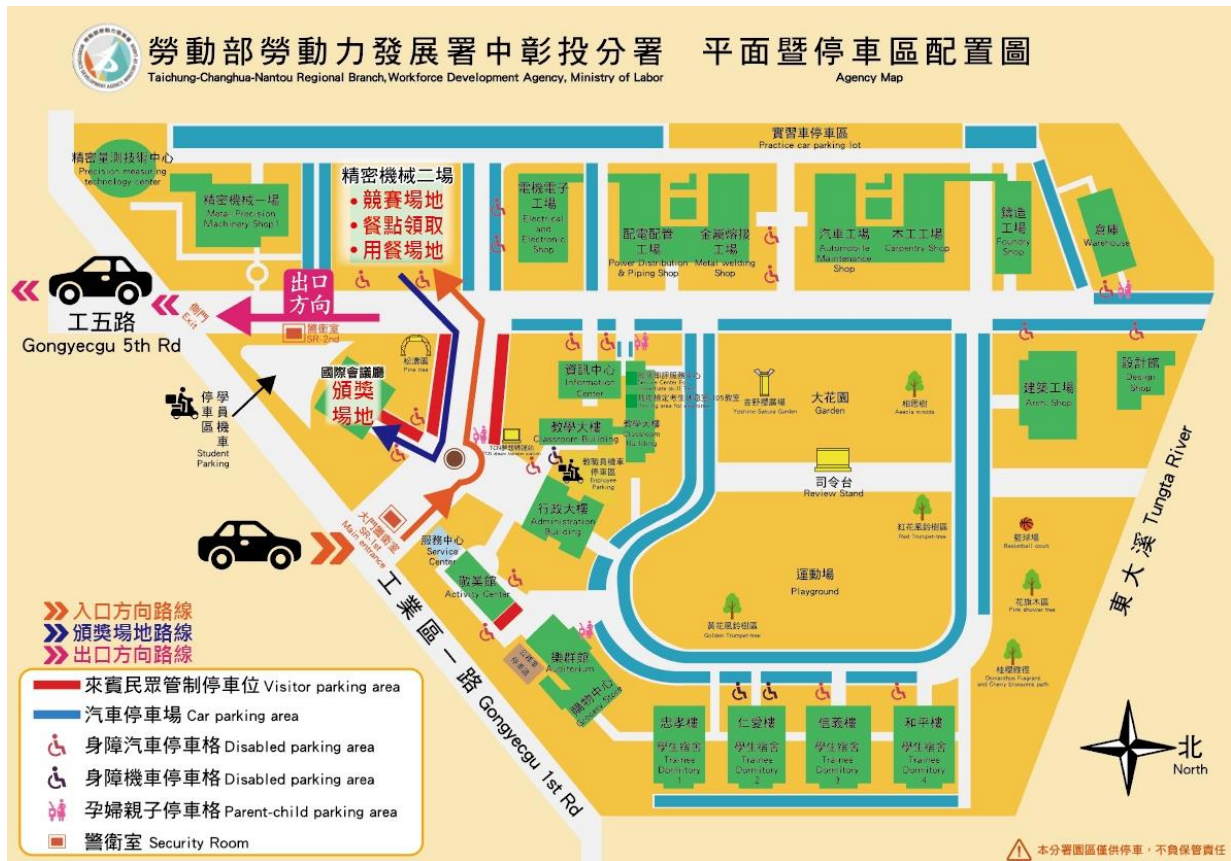 勞動部勞動力發展署中彰投分署 平面暨停車區配置圖
Taichung-Changhua-Nantou Regional Branch,Workforce Development Agency, Ministry of Labor
Agency Map
實習車停車區
Practice car parking lot
精密量測技術中心
Precision measuring
technology center
精密機械一場
Metal Precision
Machinery Shop1
精密機械二場
• 競賽場地
• 餐點領取
• 用餐場地
電機電子
工場
Electrical
and
Electronic
Shop
配電配管
工場
Power Distribution
& Piping Shop
金屬熔接
工場
Metal welding
Shop
汽車工場
Automobile
Maintenance
Shop
木工工場
Carpentry Shop
鑄造
工場
Foundry
Shop
倉庫
Warehouse
出口
方向
側門
Exit
警衛室
SR-2nd
工五路
Gongyecgu 5th Rd
學員機車
停車區
Student
Parking
松濤園
Pine tree
國際會議廳
頒獎
場地
資訊中心
Information
Center
教學大樓
Classroom Building
教學大樓
Classroom
Building
教職員機車
停車區
Employee
Parking
吉野櫻廣場
Yoshino Sakura Garden
大花園
Garden
相思樹
建築工場
Arch. Shop
設計館
Design
Shop
司令台
Review Stand
行政大樓
Administration
Building
大門警衛室
SR-1st
Main entrance
服務中心
Service
Center
敬業館
Activity Center
樂群館
Auditorium
購物中心
Grocery Store
運動場
Playground
紅花風鈴樹區
Red Trumpet-tree
黃花風鈴樹區
Golden Trumpet-tree
籃球場
Basketball court
花旗木區
Pink shower tree
東大溪 Tungta River
工業區一路 Gongyecgu 1st Rd
忠孝樓
學生宿舍
Trainee
Dormitory
1
仁愛樓
學生宿舍
Trainee
Dormitory
2
信義樓
學生宿舍
Trainee
Dormitory
3
和平樓
學生宿舍
Trainee
Dormitory
4
入口方向路線
頒獎場地路線
出口方向路線
來賓民眾管制停車位 Visitor parking area
汽車停車場 Car parking area
身障汽車停車格 Disabled parking area
身障機車停車格 Disabled parking area
孕婦親子停車格 Parent-child parking area
警衛室 Security Room
北
North
本分署園區僅供停車，不負保管責任